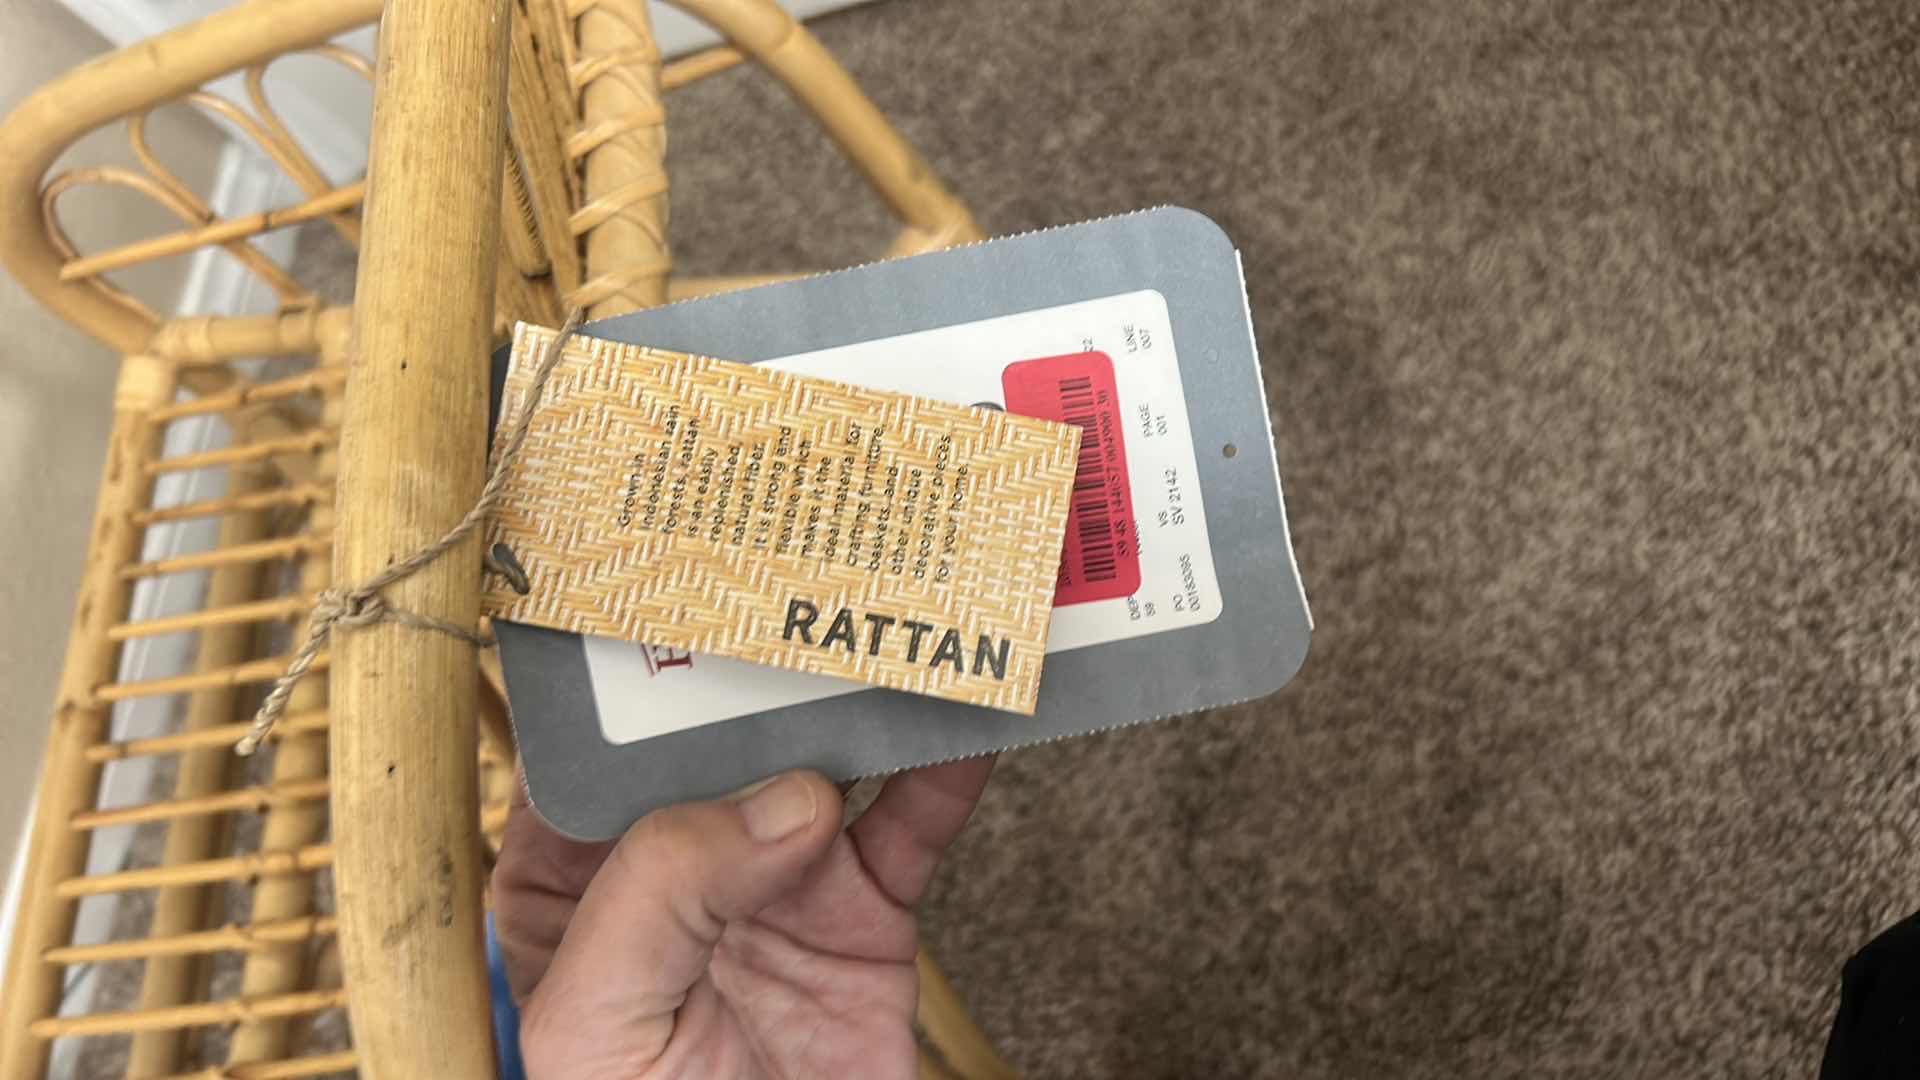 RATTAN
Grown in
Indonesian rain
forests, rattan
is an easily
replenished,
natural fiber.
It is strong and
flexible which
makes it the
ideal material for
crafting furniture,
baskets, and
other unique
decorative pieces
for your home.
LINE
007
PAGE
001
VS
SV 2142
PO
00183095
59